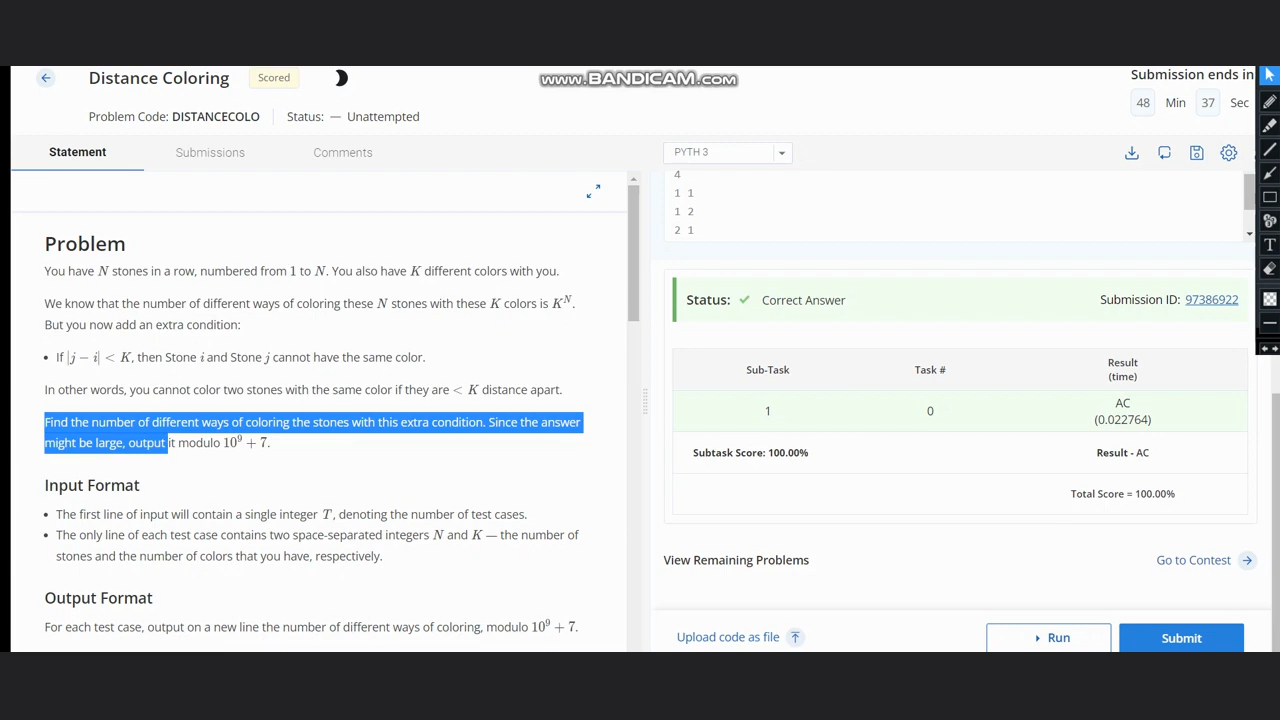 www.BANDICAM.com
Distance Coloring
Scored
Submission ends in
48 Min 37 Sec
Problem Code: DISTANCECOLO
Status: — Unattempted
Statement
Submissions
Comments
PYTH 3
4
1 1
1 2
2 1
Problem
You have N stones in a row, numbered from 1 to N. You also have K different colors with you.
We know that the number of different ways of coloring these N stones with these K colors is K^N.
But you now add an extra condition:
• If |j − i| < K, then Stone i and Stone j cannot have the same color.
In other words, you cannot color two stones with the same color if they are < K distance apart.
Find the number of different ways of coloring the stones with this extra condition. Since the answer
might be large, output it modulo 10^9 + 7.
Input Format
• The first line of input will contain a single integer T, denoting the number of test cases.
• The only line of each test case contains two space-separated integers N and K — the number of
stones and the number of colors that you have, respectively.
Output Format
For each test case, output on a new line the number of different ways of coloring, modulo 10^9 + 7.
Status: ✓ Correct Answer
Submission ID: 97386922
Sub-Task
Task #
Result
(time)
1
0
AC
(0.022764)
Subtask Score: 100.00%
Result - AC
Total Score = 100.00%
View Remaining Problems
Go to Contest
Upload code as file
Run
Submit
T